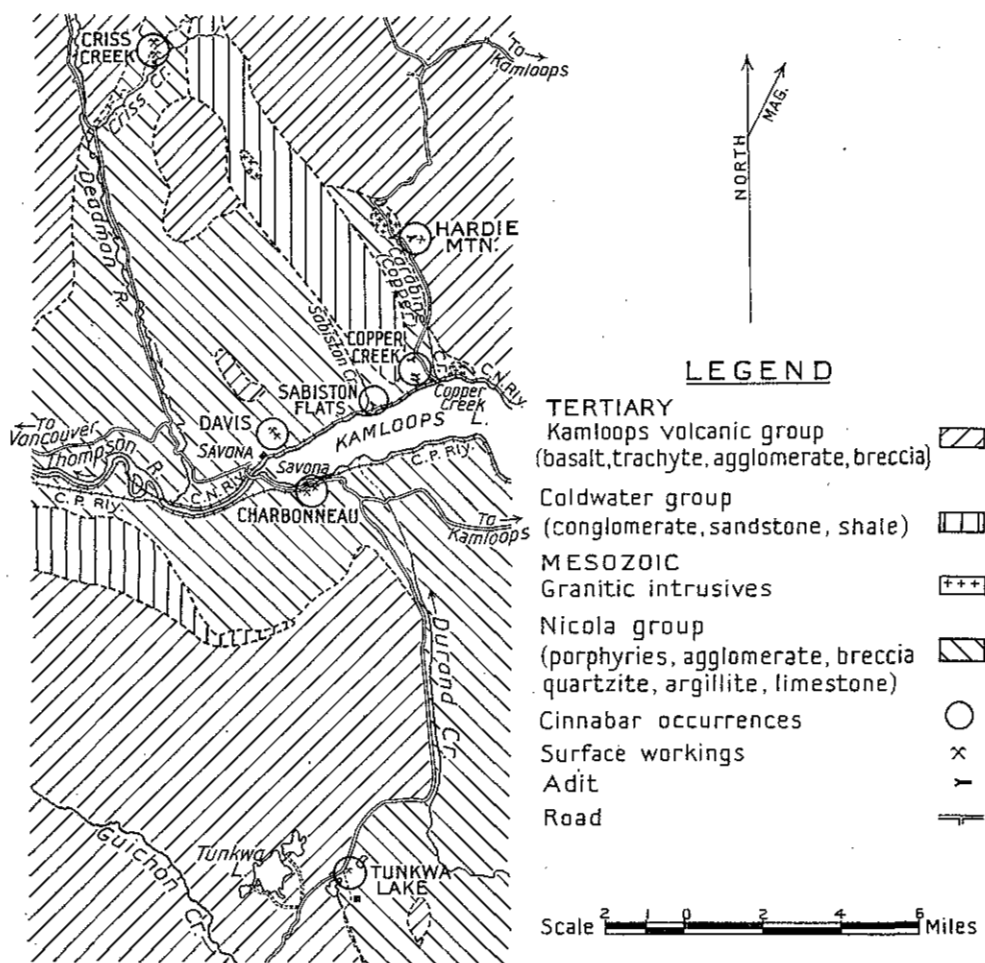 CRISS
CREEK
Criss
Cr.
To
Kamloops
Deadman
R.
HARDIE
MTN.
Carabine
(Copper)
Cr.
Sabiston Cr.
COPPER
CREEK
Copper
Creek
C.N.Rly.
SABISTON
FLATS
DAVIS
SAVONA
KAMLOOPS
L.
To
Vancouver
Thompson
R.
C.P. Rly.
C.N.Rly.
Savona
CHARBONNEAU
C.P. Rly.
To
Kamloops
Durand
Cr.
Guichon
Cr.
Tunkwa
L.
TUNKWA
LAKE
NORTH
MAG.
LEGEND
TERTIARY
Kamloops volcanic group
(basalt,trachyte,agglomerate,breccia)
Coldwater group
(conglomerate, sandstone, shale)
MESOZOIC
Granitic intrusives
Nicola group
(porphyries, agglomerate, breccia
quartzite, argillite, limestone)
Cinnabar occurrences
Surface workings
Adit
Road
Scale 2 0 2 4 6 Miles